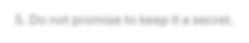 5. Do not promise to keep it a secret.